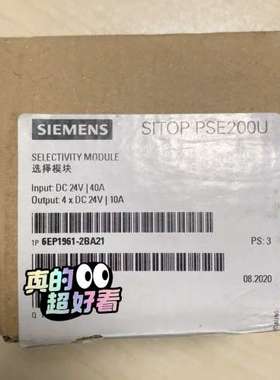 SIEMENS
SITOP PSE200U
SELECTIVITY MODULE
选择模块
Input: DC 24V | 40A
Output: 4 x DC 24V | 10A
1P 6EP1961-2BA21
PS: 3
真的
超好看
08.2020
Q